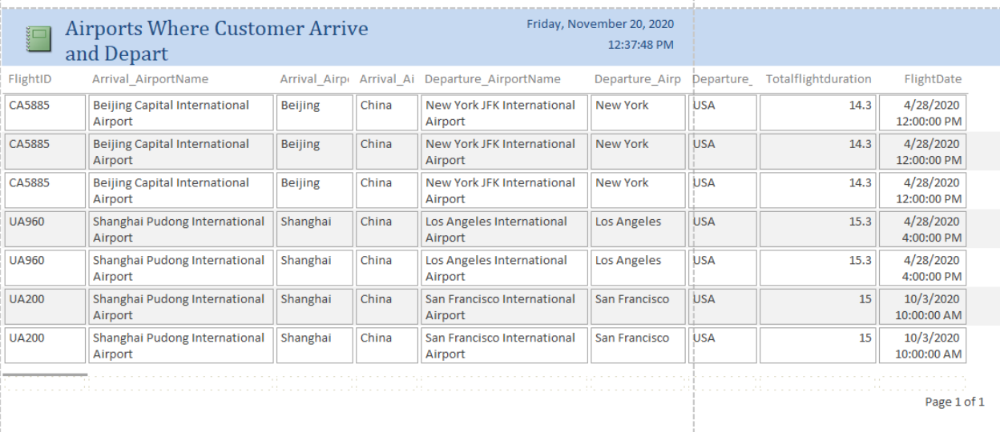 Airports Where Customer Arrive
and Depart
Friday, November 20, 2020
12:37:48 PM
FlightID Arrival_AirportName Arrival_Airp Arrival_Ai Departure_AirportName Departure_Airp Departure_ Totalflightduration FlightDate
CA5885 Beijing Capital International Beijing China New York JFK International New York USA 14.3 4/28/2020
Airport Airport 12:00:00 PM
CA5885 Beijing Capital International Beijing China New York JFK International New York USA 14.3 4/28/2020
Airport Airport 12:00:00 PM
CA5885 Beijing Capital International Beijing China New York JFK International New York USA 14.3 4/28/2020
Airport Airport 12:00:00 PM
UA960 Shanghai Pudong International Shanghai China Los Angeles International Los Angeles USA 15.3 4/28/2020
Airport Airport 4:00:00 PM
UA960 Shanghai Pudong International Shanghai China Los Angeles International Los Angeles USA 15.3 4/28/2020
Airport Airport 4:00:00 PM
UA200 Shanghai Pudong International Shanghai China San Francisco International San Francisco USA 15 10/3/2020
Airport Airport 10:00:00 AM
UA200 Shanghai Pudong International Shanghai China San Francisco International San Francisco USA 15 10/3/2020
Airport Airport 10:00:00 AM
Page 1 of 1